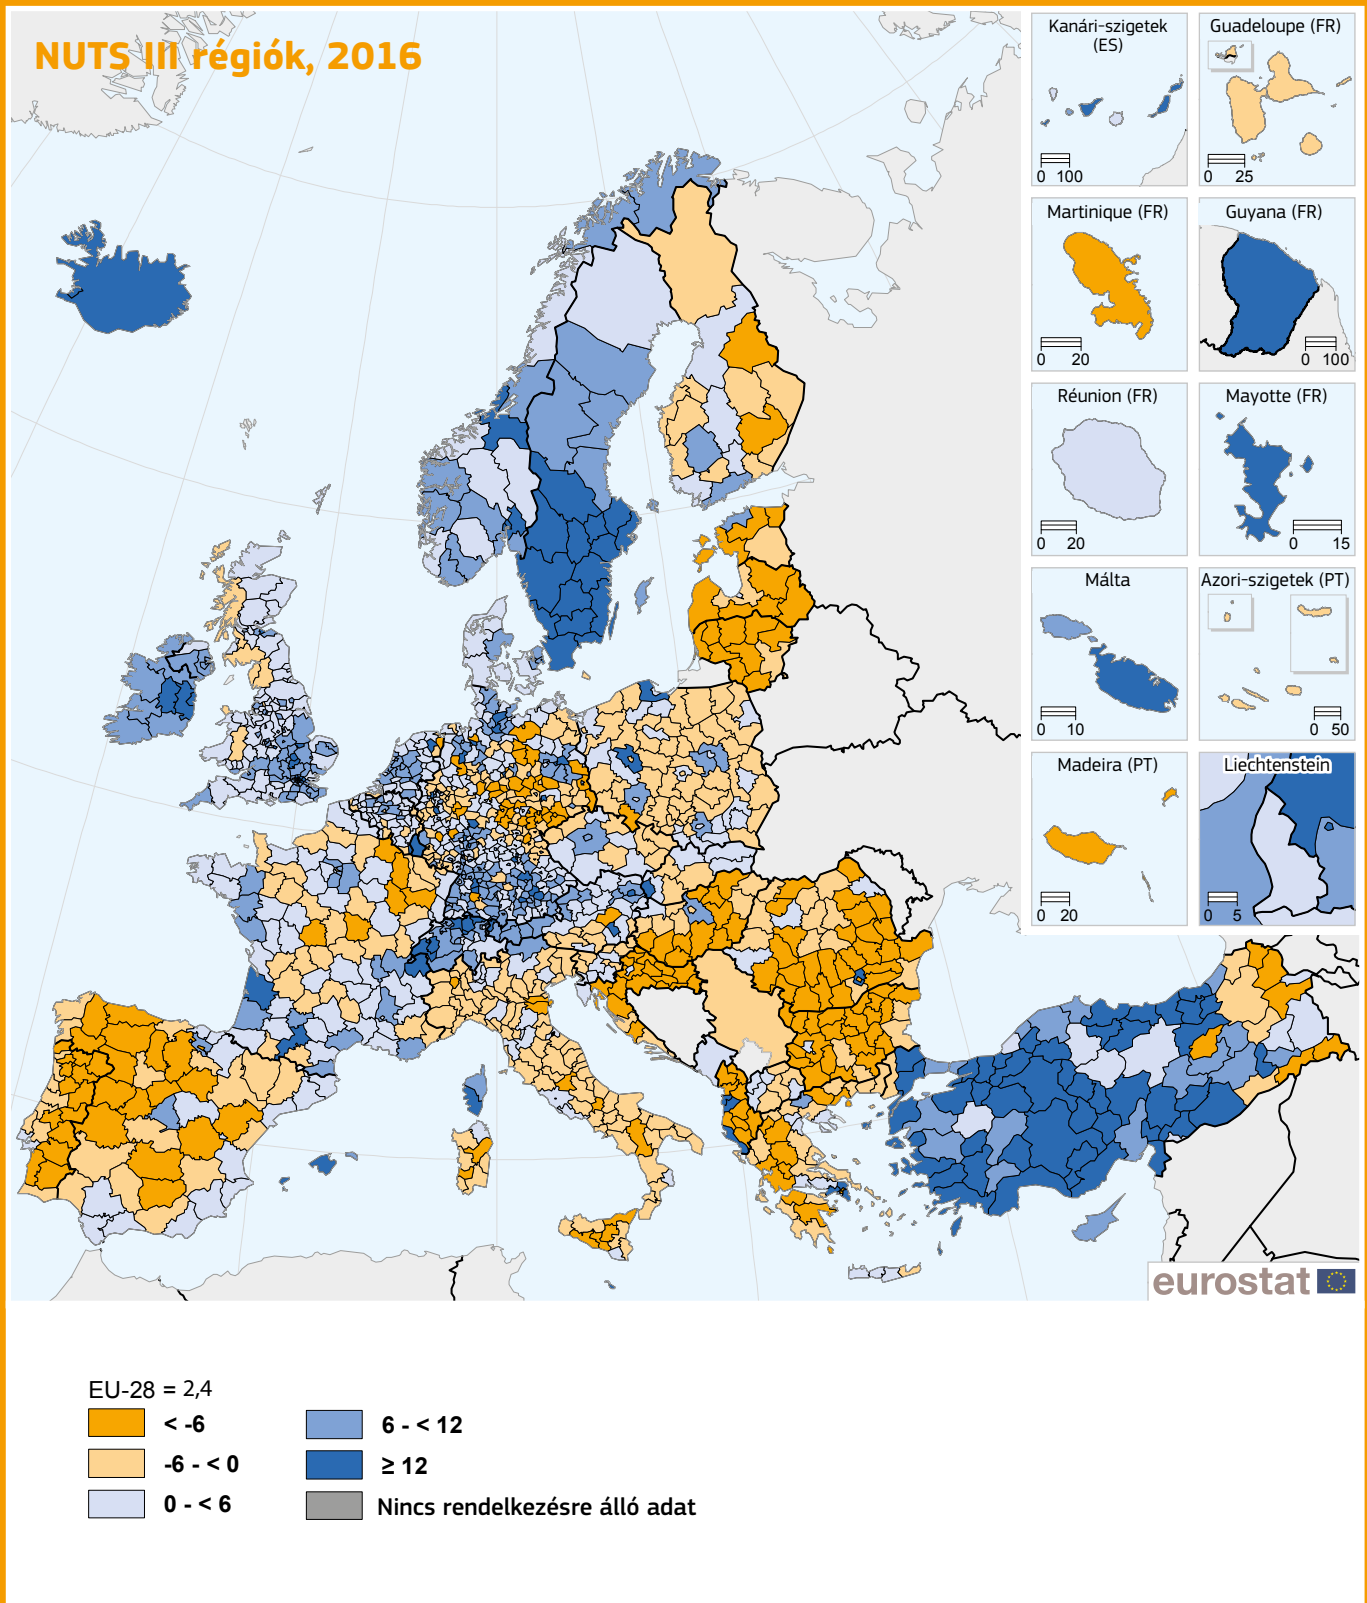 NUTS III régiók, 2016
Kanári-szigetek
(ES)
0 100
Guadeloupe (FR)
0 25
Martinique (FR)
0 20
Guyana (FR)
0 100
Réunion (FR)
0 20
Mayotte (FR)
0 15
Málta
0 10
Azori-szigetek (PT)
0 50
Madeira (PT)
0 20
Liechtenstein
0 5
eurostat
EU-28 = 2,4
< -6
-6 - < 0
0 - < 6
6 - < 12
≥ 12
Nincs rendelkezésre álló adat